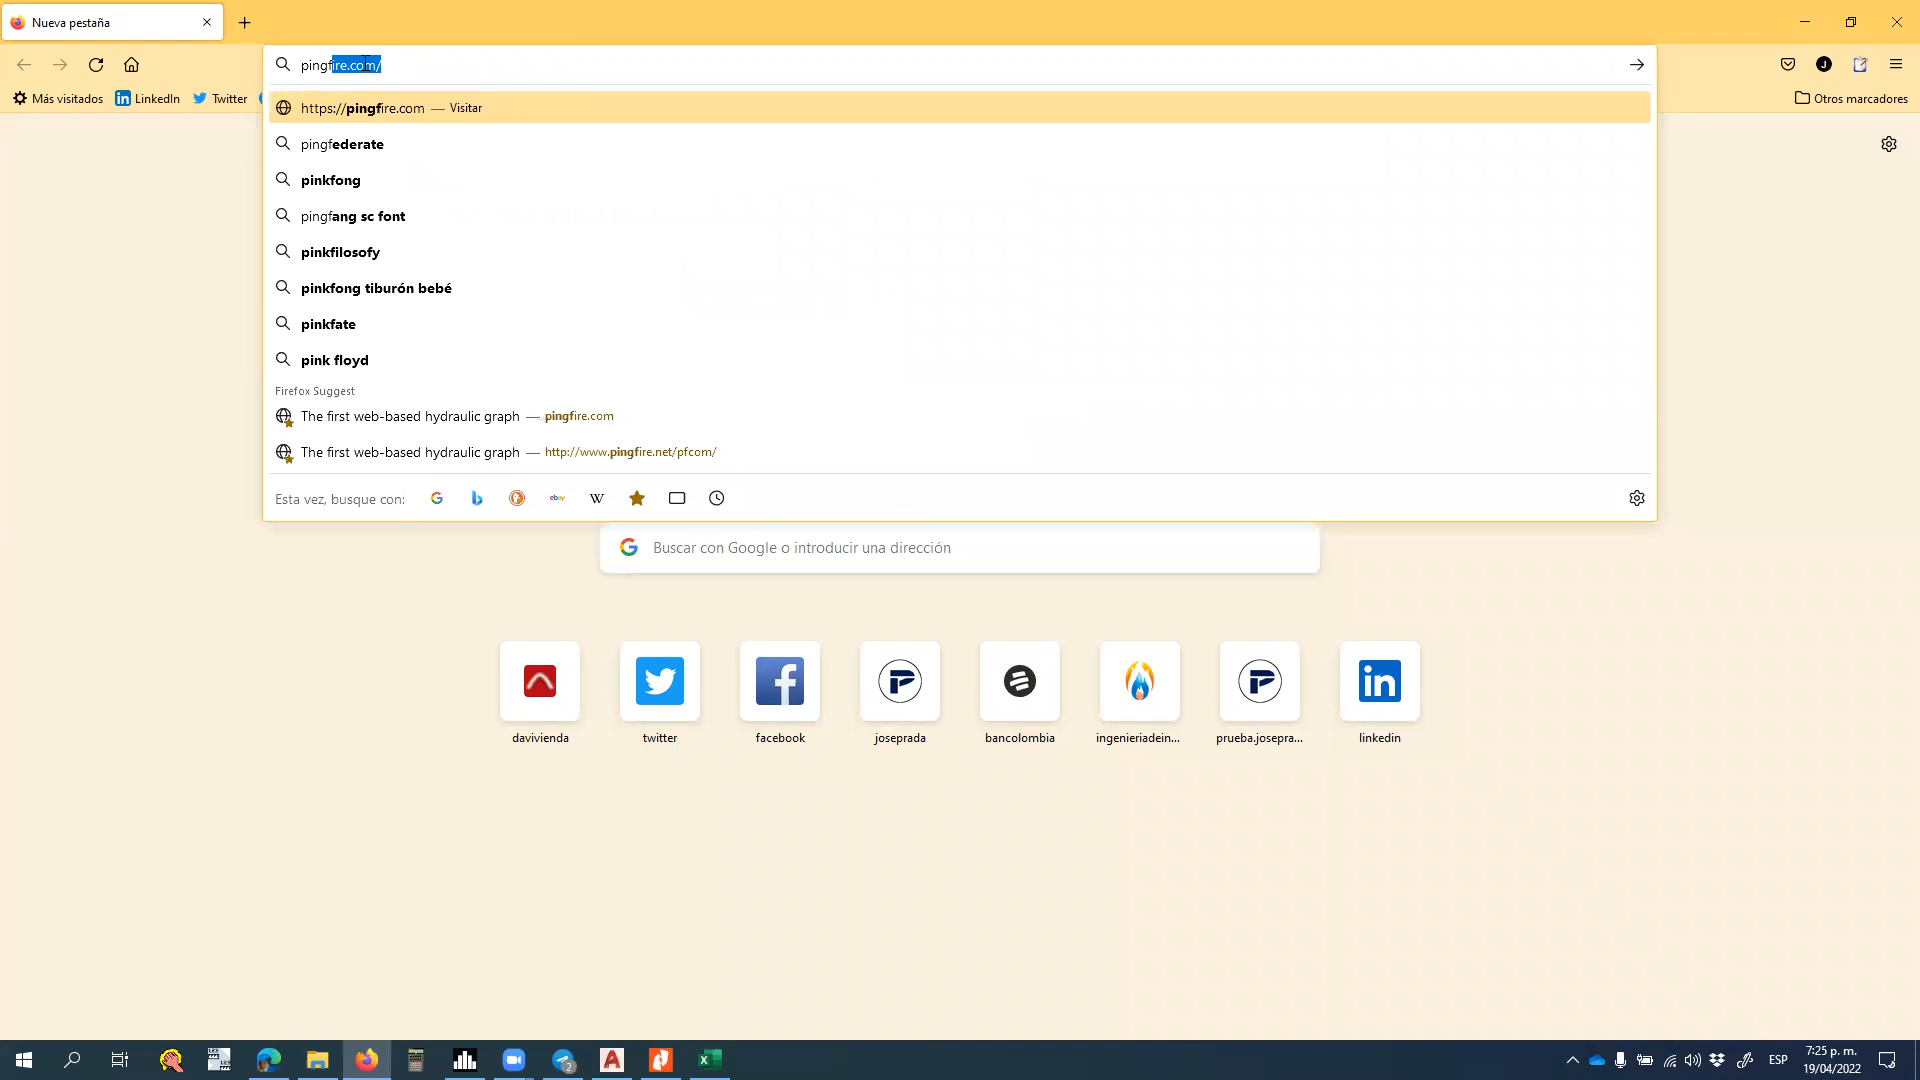 Nueva pestaña
pingfire.com/
Más visitados LinkedIn Twitter Otros marcadores
https://pingfire.com — Visitar
pingfederate
pinkfong
pingfang sc font
pinkfilosofy
pinkfong tiburón bebé
pinkfate
pink floyd
Firefox Suggest
The first web-based hydraulic graph — pingfire.com
The first web-based hydraulic graph — http://www.pingfire.net/pfcom/
Esta vez, busque con: ebay W
Buscar con Google o introducir una dirección
davivienda twitter facebook joseprada bancolombia ingenieriadein... prueba.josepra... linkedin
ESP 7:25 p. m.
19/04/2022